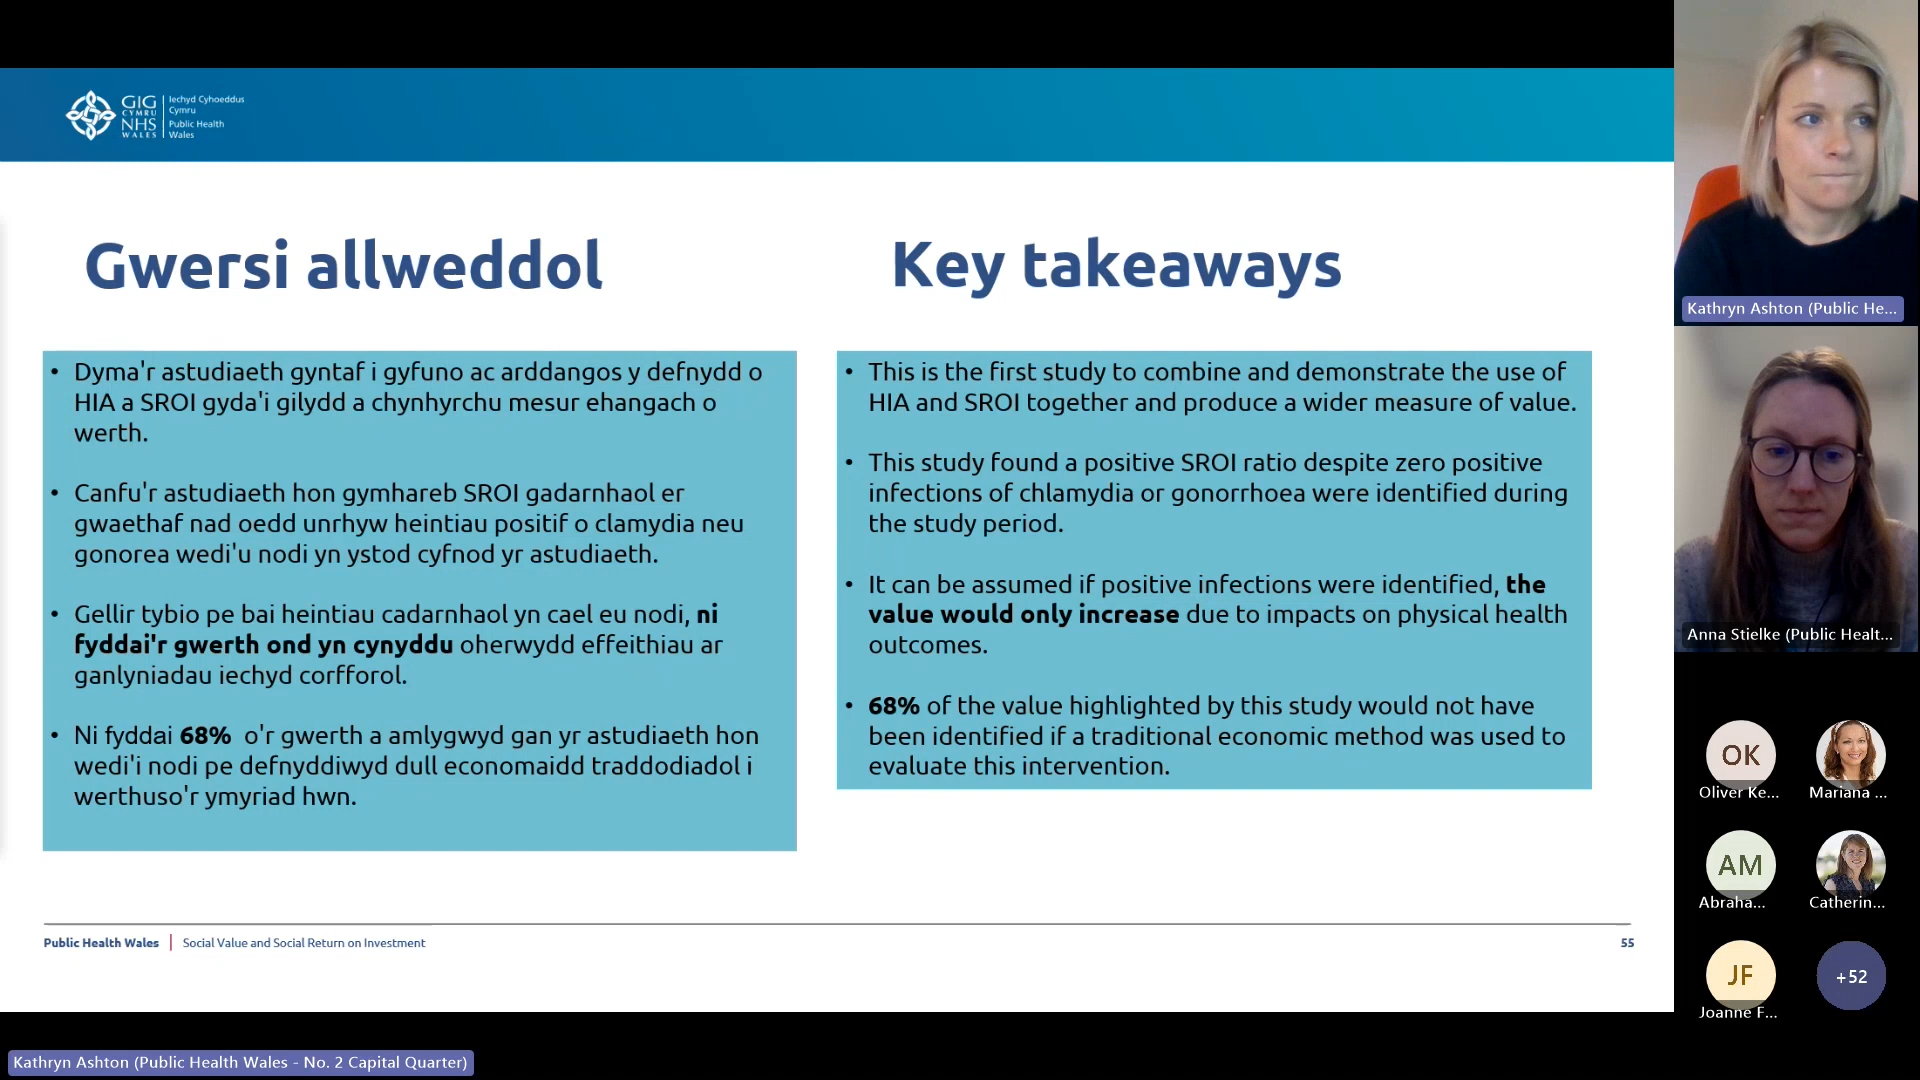 GIG
CYMRU
NHS
WALES
Iechyd Cyhoeddus
Cymru
Public Health
Wales
Gwersi allweddol
• Dyma'r astudiaeth gyntaf i gyfuno ac arddangos y defnydd o
HIA a SROI gyda'i gilydd a chynhyrchu mesur ehangach o
werth.
• Canfu'r astudiaeth hon gymhareb SROI gadarnhaol er
gwaethaf nad oedd unrhyw heintiau positif o clamydia neu
gonorea wedi'u nodi yn ystod cyfnod yr astudiaeth.
• Gellir tybio pe bai heintiau cadarnhaol yn cael eu nodi, ni
fyddai'r gwerth ond yn cynyddu oherwydd effeithiau ar
ganlyniadau iechyd corfforol.
• Ni fyddai 68% o'r gwerth a amlygwyd gan yr astudiaeth hon
wedi'i nodi pe defnyddiwyd dull economaidd traddodiadol i
werthuso'r ymyriad hwn.
Key takeaways
• This is the first study to combine and demonstrate the use of
HIA and SROI together and produce a wider measure of value.
• This study found a positive SROI ratio despite zero positive
infections of chlamydia or gonorrhoea were identified during
the study period.
• It can be assumed if positive infections were identified, the
value would only increase due to impacts on physical health
outcomes.
• 68% of the value highlighted by this study would not have
been identified if a traditional economic method was used to
evaluate this intervention.
Public Health Wales | Social Value and Social Return on Investment
55
Kathryn Ashton (Public He...
Anna Stielke (Public Healt...
OK
Oliver Ke...
Mariana ...
AM
Abraha...
Catherin...
JF
Joanne F...
+52
Kathryn Ashton (Public Health Wales - No. 2 Capital Quarter)